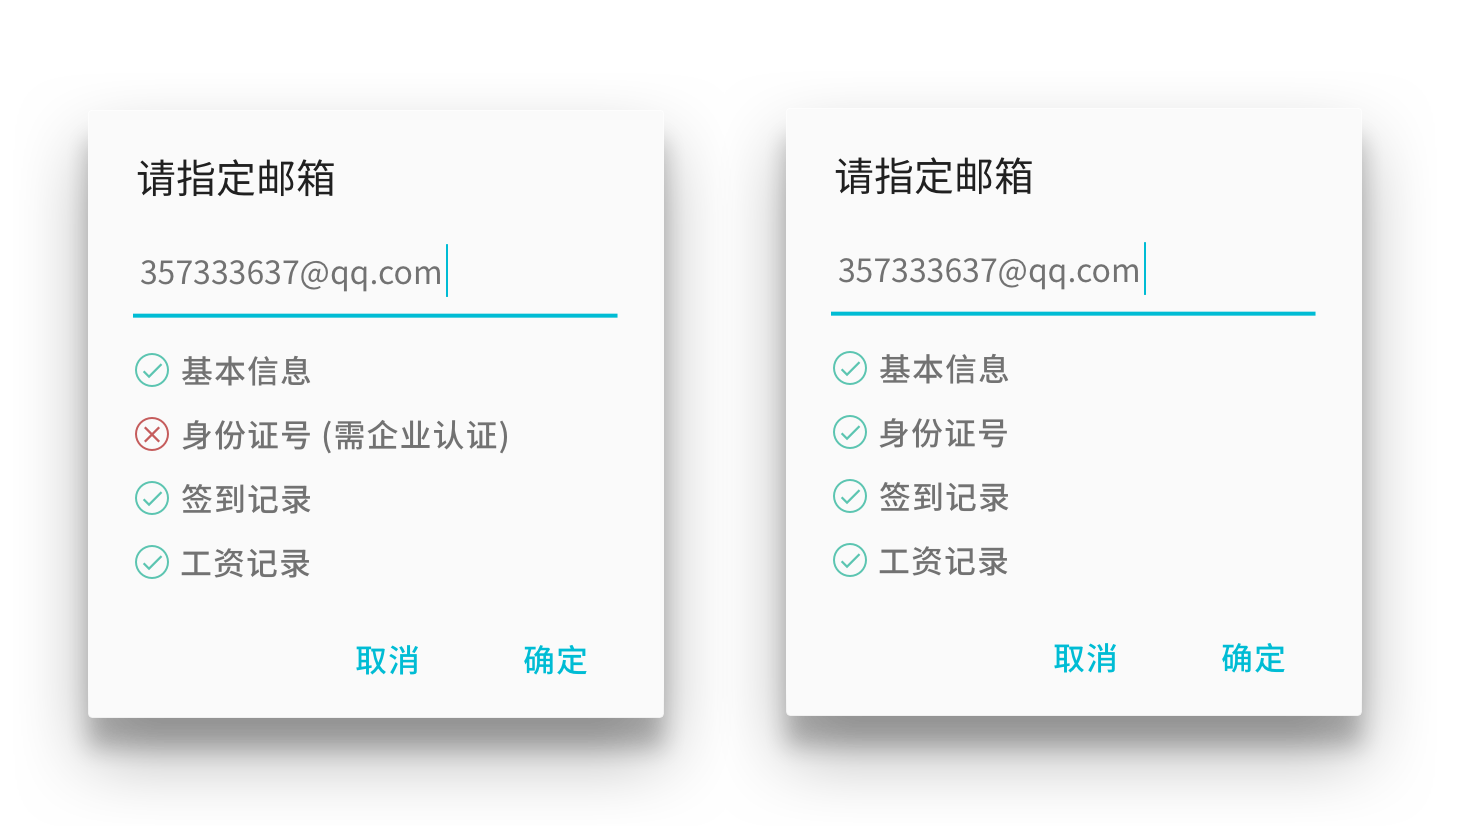 请指定邮箱
357333637@qq.com
基本信息
身份证号 (需企业认证)
签到记录
工资记录
取消 确定
请指定邮箱
357333637@qq.com
基本信息
身份证号
签到记录
工资记录
取消 确定